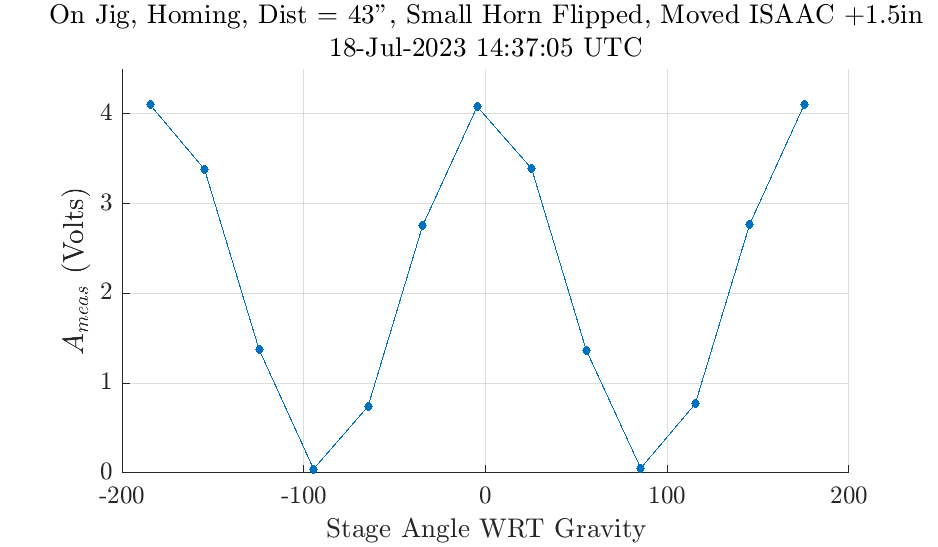 On Jig, Homing, Dist = 43”, Small Horn Flipped, Moved ISAAC +1.5in
18-Jul-2023 14:37:05 UTC
4
3
2
1
0
A_meas (Volts)
-200
-100
0
100
200
Stage Angle WRT Gravity